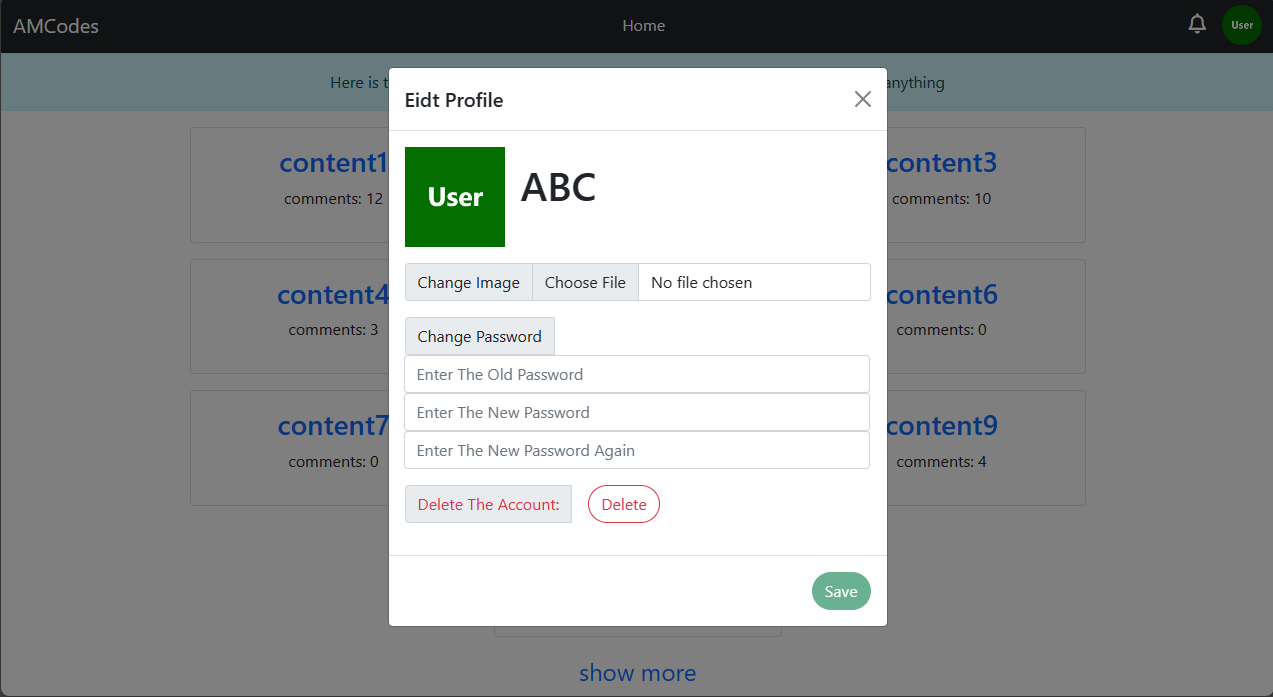 AMCodes Home User
Here is t anything
Eidt Profile
User ABC
Change Image Choose File No file chosen
Change Password
Enter The Old Password
Enter The New Password
Enter The New Password Again
Delete The Account: Delete
Save
content1 content3
comments: 12 comments: 10
content4 content6
comments: 3 comments: 0
content7 content9
comments: 0 comments: 4
show more